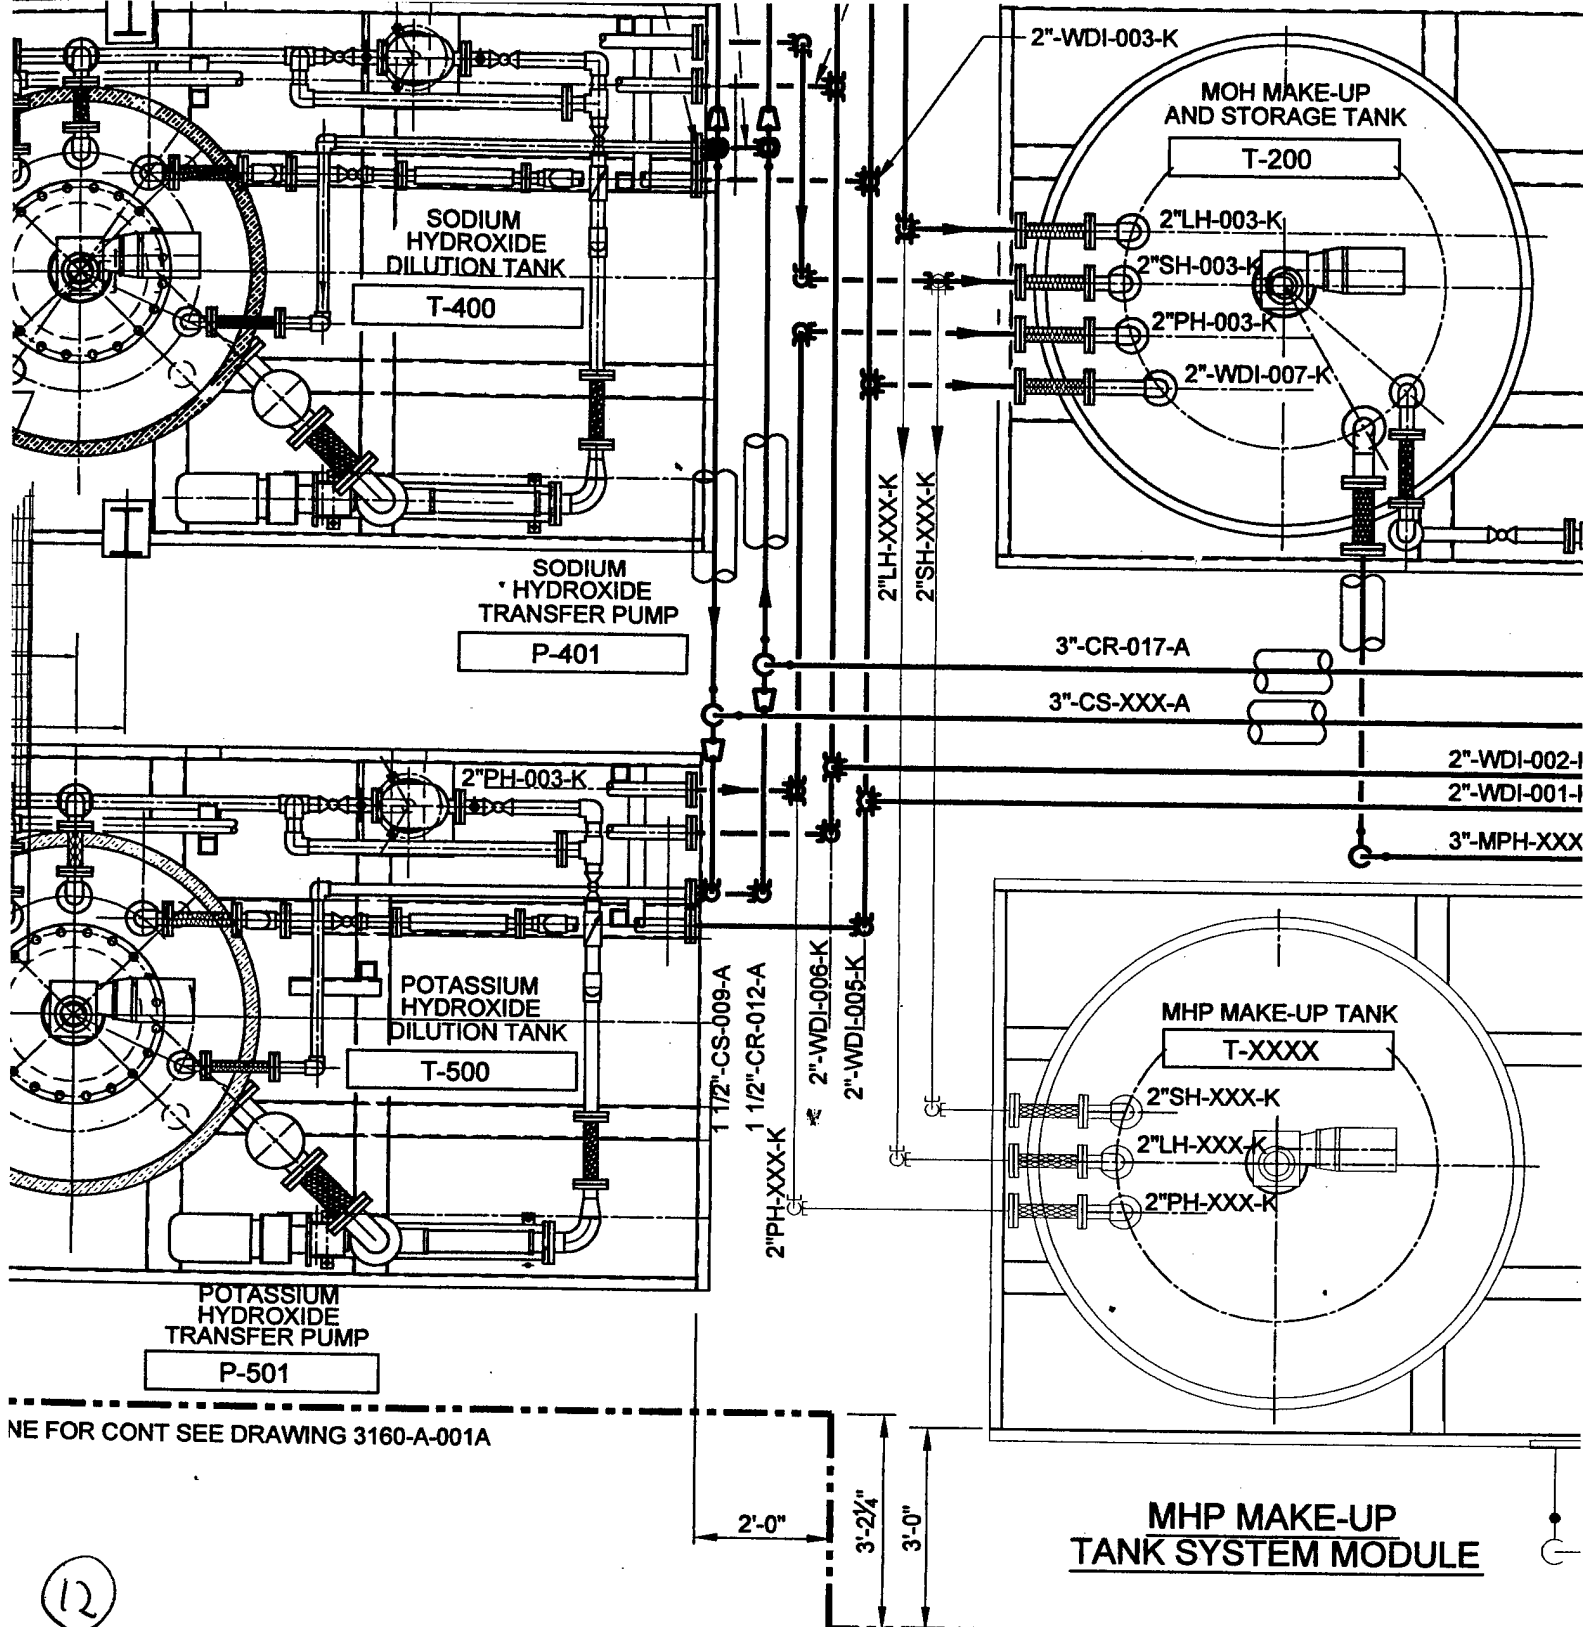 2"-WDI-003-K
MOH MAKE-UP
AND STORAGE TANK
T-200
2"LH-003-K
2"SH-003-K
2"PH-003-K
2"-WDI-007-K
SODIUM
HYDROXIDE
DILUTION TANK
T-400
2"LH-XXX-K
2"SH-XXX-K
SODIUM
HYDROXIDE
TRANSFER PUMP
P-401
3"-CR-017-A
3"-CS-XXX-A
2"-WDI-002-
2"-WDI-001-
3"-MPH-XXX
2"PH-003-K
POTASSIUM
HYDROXIDE
DILUTION TANK
T-500
1 1/2"-CS-009-A
1 1/2"-CR-012-A
2"PH-XXX-K
2"-WDI-006-K
2"-WDI-005-K
MHP MAKE-UP TANK
T-XXXX
2"SH-XXX-K
2"LH-XXX-K
2"PH-XXX-K
POTASSIUM
HYDROXIDE
TRANSFER PUMP
P-501
NE FOR CONT SEE DRAWING 3160-A-001A
2'-0"
3'-2¼"
3'-0"
MHP MAKE-UP
TANK SYSTEM MODULE
12